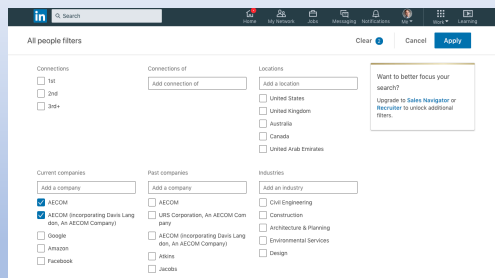 in Search
Home My Network Jobs Messaging Notifications Me Work Learning
All people filters
Clear 2 Cancel Apply
Connections
1st
2nd
3rd+
Connections of
Add connection of
Locations
Add a location
United States
United Kingdom
Australia
Canada
United Arab Emirates
Want to better focus your
search?
Upgrade to Sales Navigator or
Recruiter to unlock additional
filters.
Current companies
Add a company
AECOM
AECOM (incorporating Davis Lang
don, An AECOM Company)
Google
Amazon
Facebook
Past companies
Add a company
AECOM
URS Corporation, An AECOM Com
pany
AECOM (incorporating Davis Lang
don, An AECOM Company)
Atkins
Jacobs
Industries
Add an industry
Civil Engineering
Construction
Architecture & Planning
Environmental Services
Design